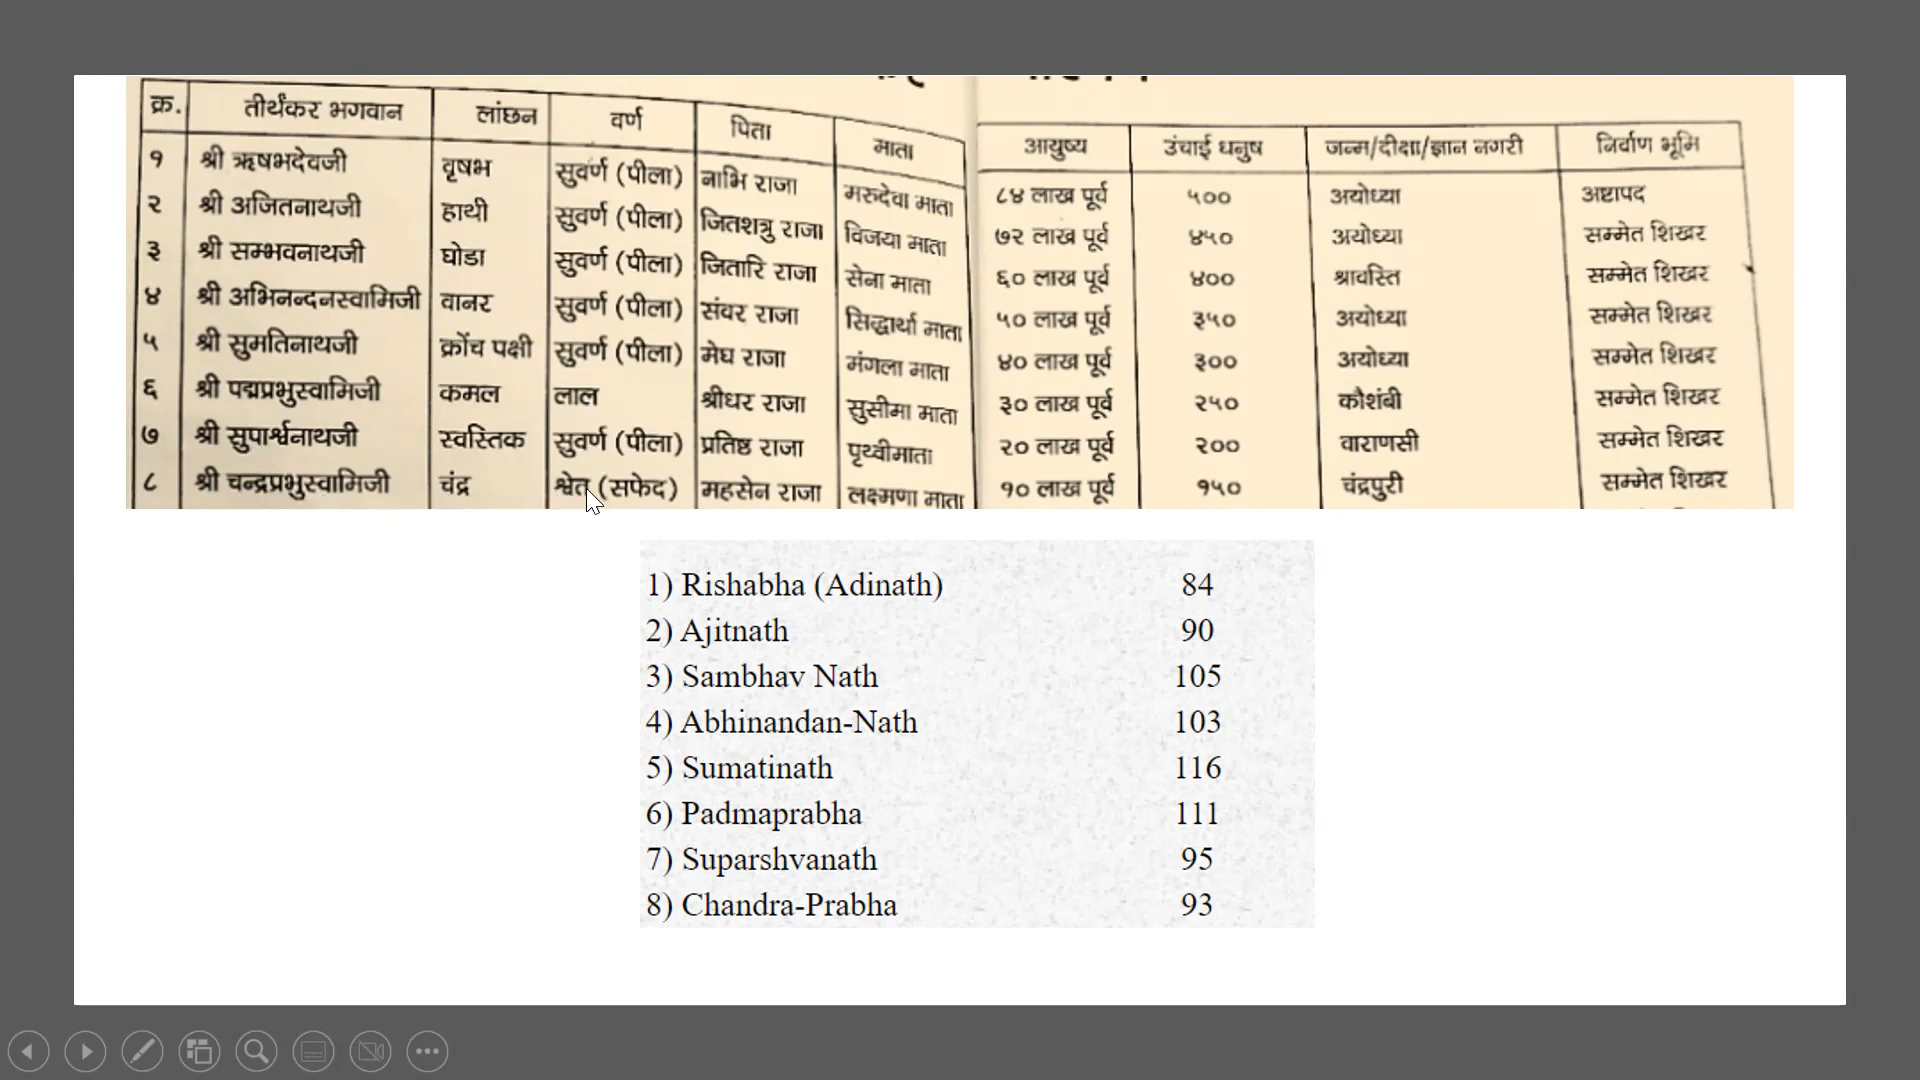 क्र. तीर्थंकर भगवान लांछन वर्ण पिता माता आयुष्य उंचाई धनुष जन्म/दीक्षा/ज्ञान नगरी निर्वाण भूमि
१ श्री ऋषभदेवजी वृषभ सुवर्ण (पीला) नाभि राजा मरुदेवा माता ८४ लाख पूर्व ५०० अयोध्या अष्टापद
२ श्री अजितनाथजी हाथी सुवर्ण (पीला) जितशत्रु राजा विजया माता ७२ लाख पूर्व ४५० अयोध्या सम्मेत शिखर
३ श्री सम्भवनाथजी घोडा सुवर्ण (पीला) जितारि राजा सेना माता ६० लाख पूर्व ४०० श्रावस्ति सम्मेत शिखर
४ श्री अभिनन्दनस्वामिजी वानर सुवर्ण (पीला) संवर राजा सिद्धार्था माता ५० लाख पूर्व ३५० अयोध्या सम्मेत शिखर
५ श्री सुमतिनाथजी क्रोंच पक्षी सुवर्ण (पीला) मेघ राजा मंगला माता ४० लाख पूर्व ३०० अयोध्या सम्मेत शिखर
६ श्री पद्मप्रभुस्वामिजी कमल लाल श्रीधर राजा सुसीमा माता ३० लाख पूर्व २५० कौशंबी सम्मेत शिखर
७ श्री सुपार्श्वनाथजी स्वस्तिक सुवर्ण (पीला) प्रतिष्ठ राजा पृथ्वीमाता २० लाख पूर्व २०० वाराणसी सम्मेत शिखर
८ श्री चन्द्रप्रभुस्वामिजी चंद्र श्वेत (सफेद) महसेन राजा लक्ष्मणा माता १० लाख पूर्व १५० चंद्रपुरी सम्मेत शिखर
1) Rishabha (Adinath) 84
2) Ajitnath 90
3) Sambhav Nath 105
4) Abhinandan-Nath 103
5) Sumatinath 116
6) Padmaprabha 111
7) Suparshvanath 95
8) Chandra-Prabha 93